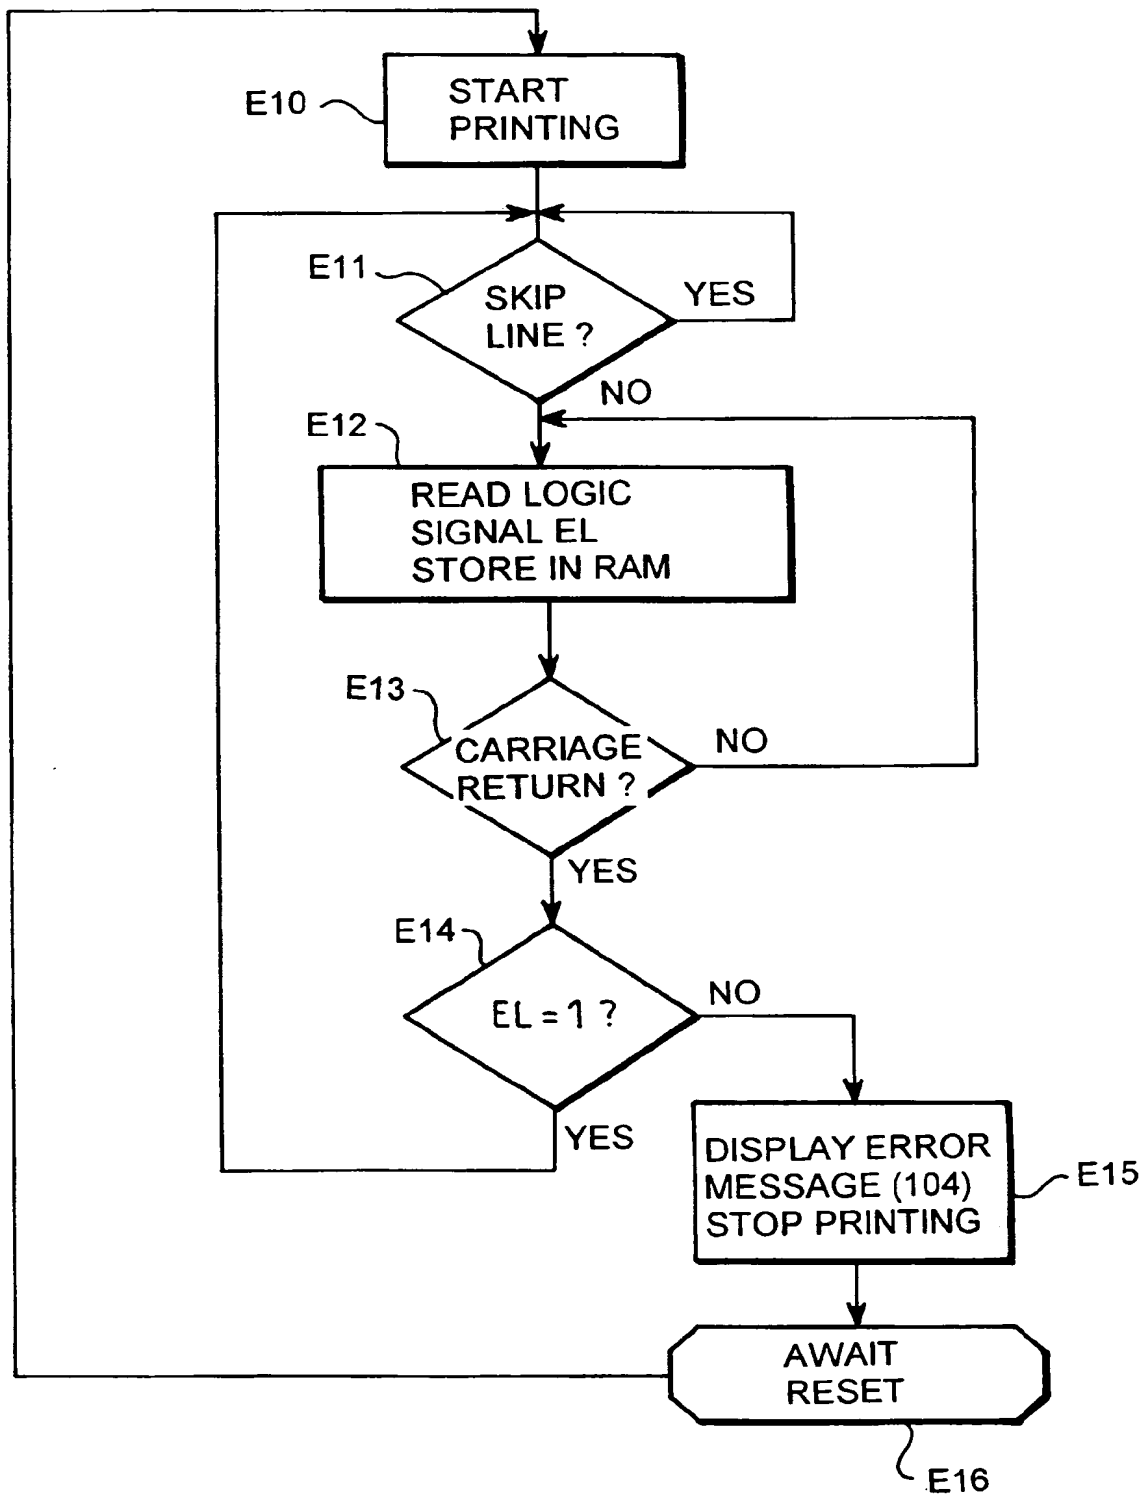 START
PRINTING
E10
E11
SKIP
LINE ?
YES
NO
E12
READ LOGIC
SIGNAL EL
STORE IN RAM
E13
CARRIAGE
RETURN ?
NO
YES
E14
EL = 1 ?
NO
YES
DISPLAY ERROR
MESSAGE (104)
STOP PRINTING
E15
AWAIT
RESET
E16